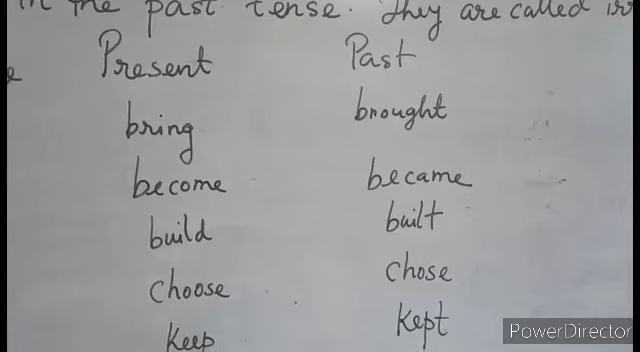 in the past tense. They are called
Present Past
bring brought
become became
build built
choose chose
keep kept
PowerDirector